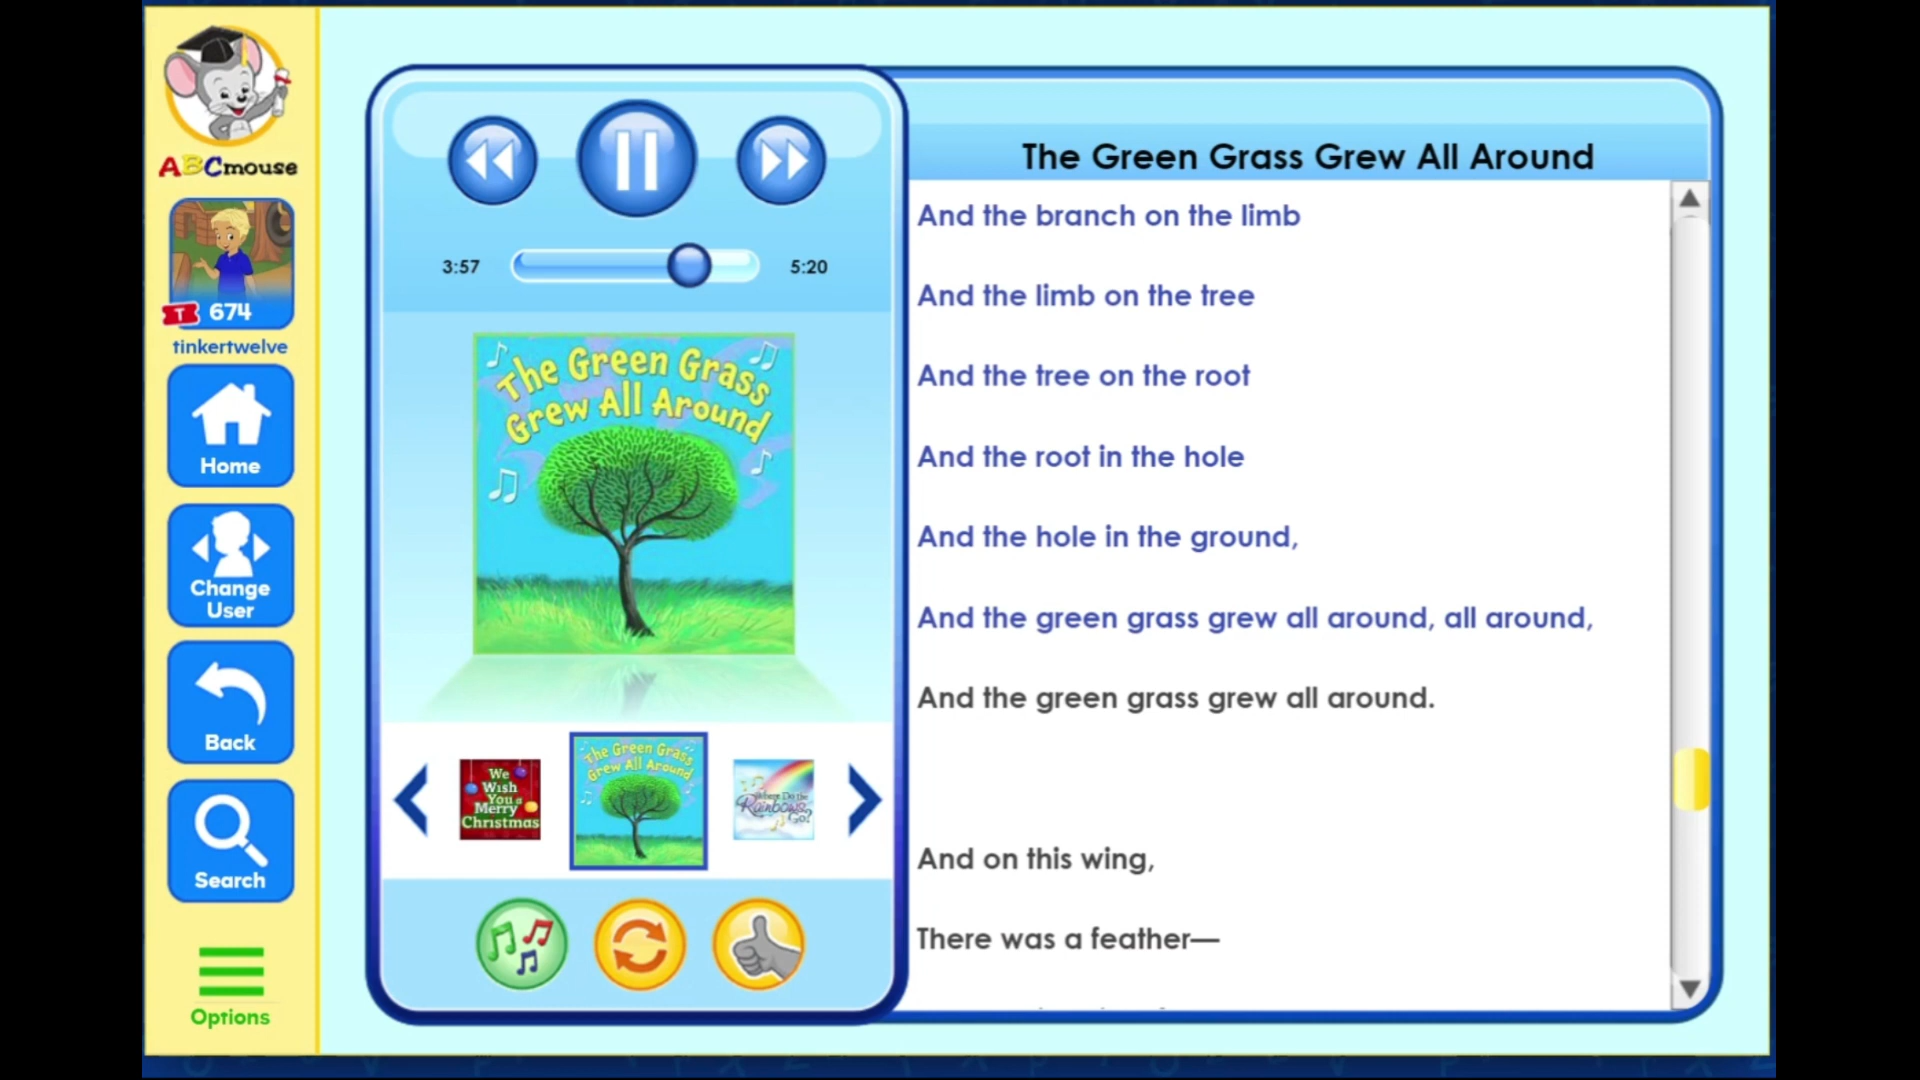 ABCmouse
T 674
tinkertwelve
Home
Change
User
Back
Search
Options
3:57
5:20
The Green Grass
Grew All Around
We
Wish
You a
Merry
Christmas
The Green Grass
Grew All Around
Where Do the
Rainbows
Go?
The Green Grass Grew All Around
And the branch on the limb
And the limb on the tree
And the tree on the root
And the root in the hole
And the hole in the ground,
And the green grass grew all around, all around,
And the green grass grew all around.
And on this wing,
There was a feather—